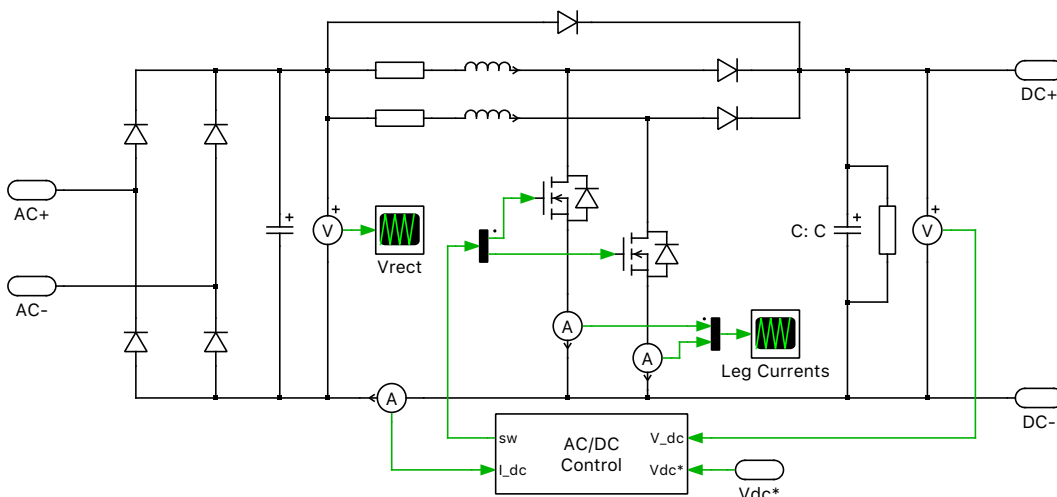 DC+
AC+
+
+
V
Vrect
C: C
+
+
V
AC-
A
A
Leg Currents
A
DC-
sw
I_dc
AC/DC
Control
V_dc
Vdc*
Vdc*